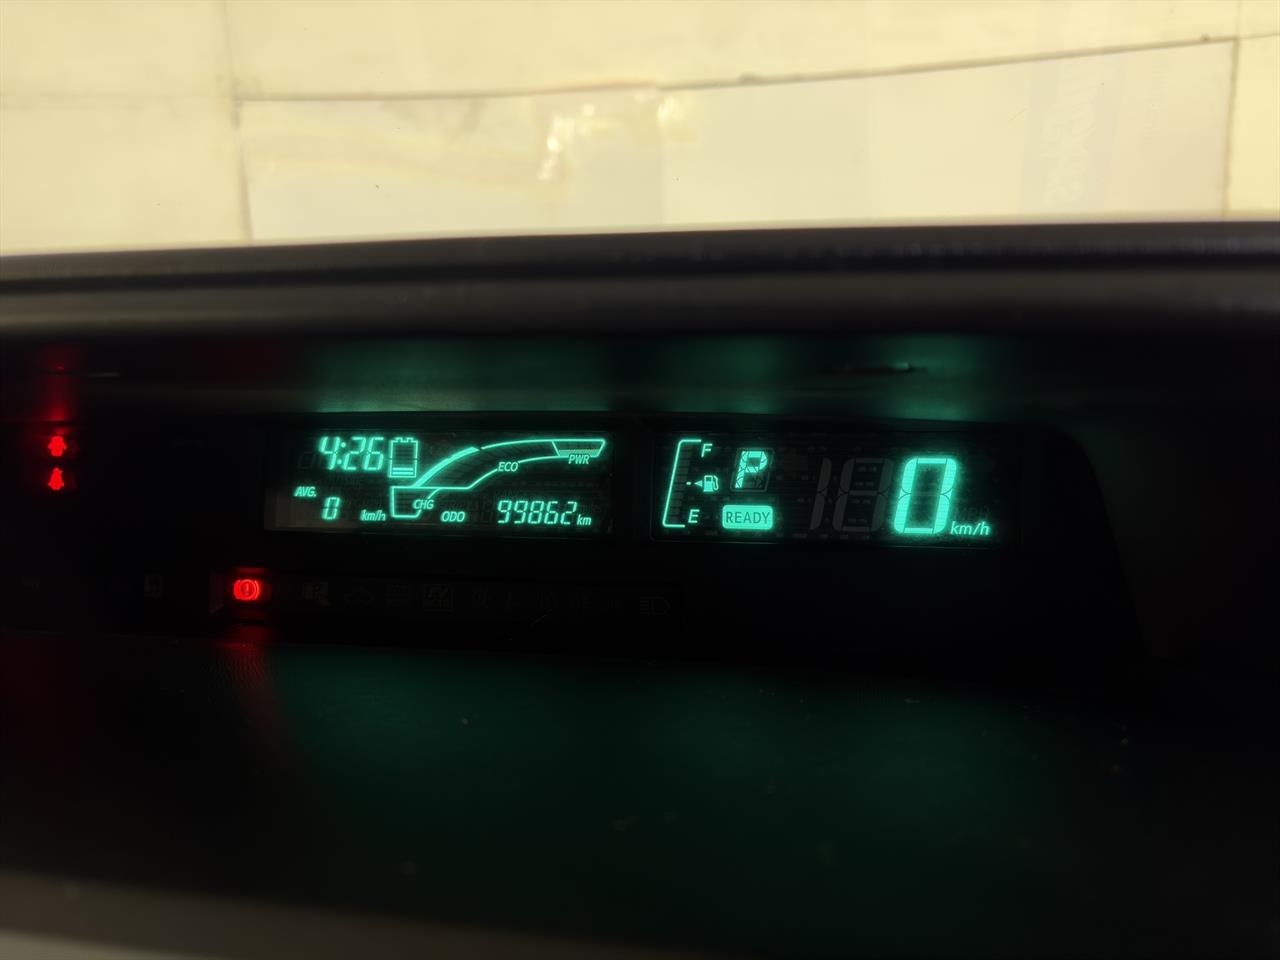 4:26
AVG.
0 km/h
CHG
ECO
PWR
ODO 99862 km
F
E
P
READY
0 km/h